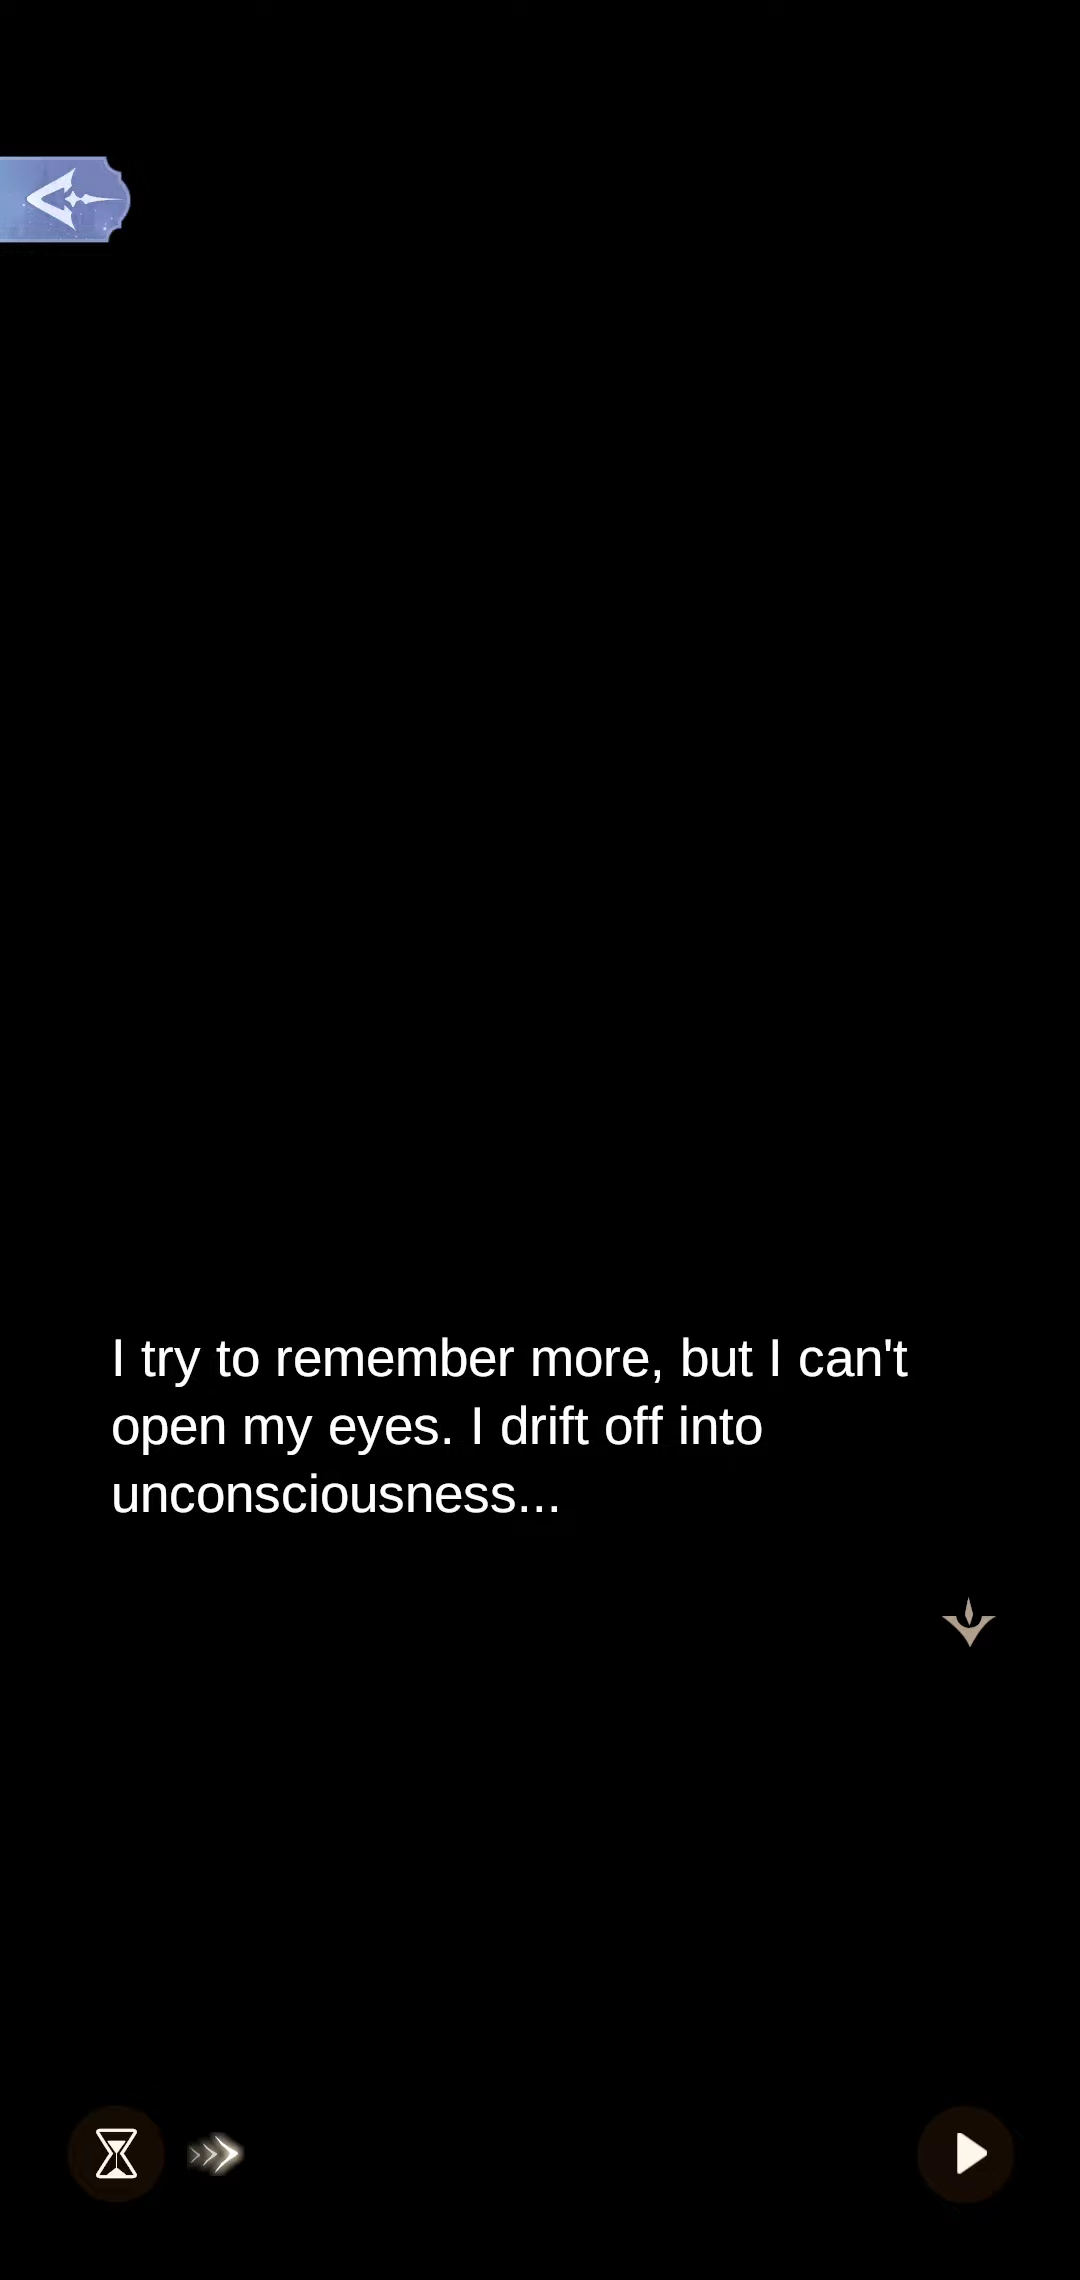 I try to remember more, but I can't
open my eyes. I drift off into
unconsciousness...